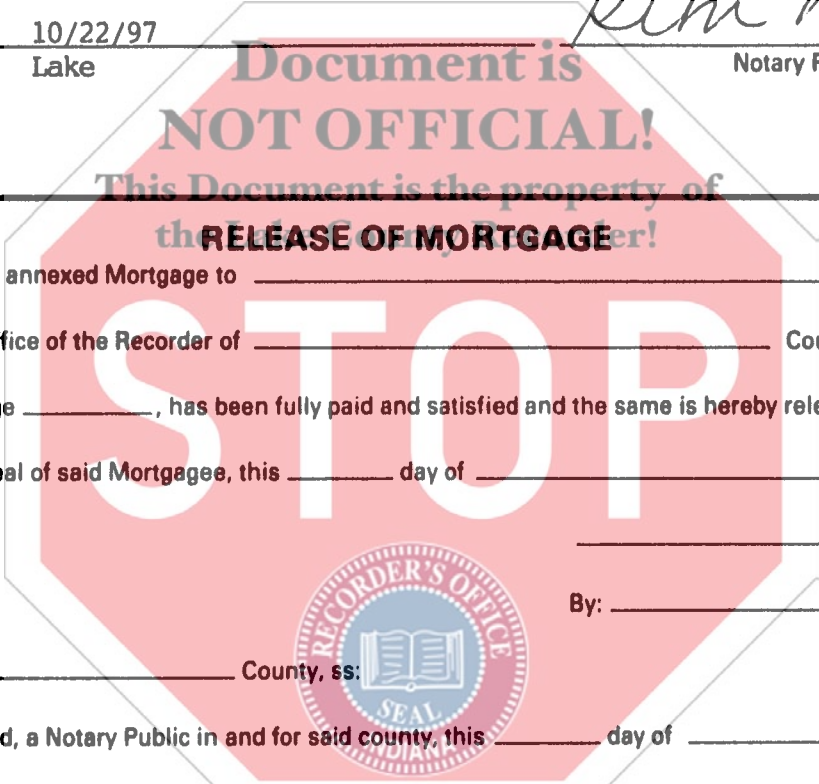 10/22/97
Lake
Notary
Document is
NOT OFFICIAL!
This Document is the property of
the Lake County Recorder!
RELEASE OF MORTGAGE
annexed Mortgage to
fice of the Recorder of Cou
e , has been fully paid and satisfied and the same is hereby rele
al of said Mortgagee, this day of
STOP
By:
RECORDER'S OFFICE
SEAL
INDIANA
County, ss:
d, a Notary Public in and for said county, this day of